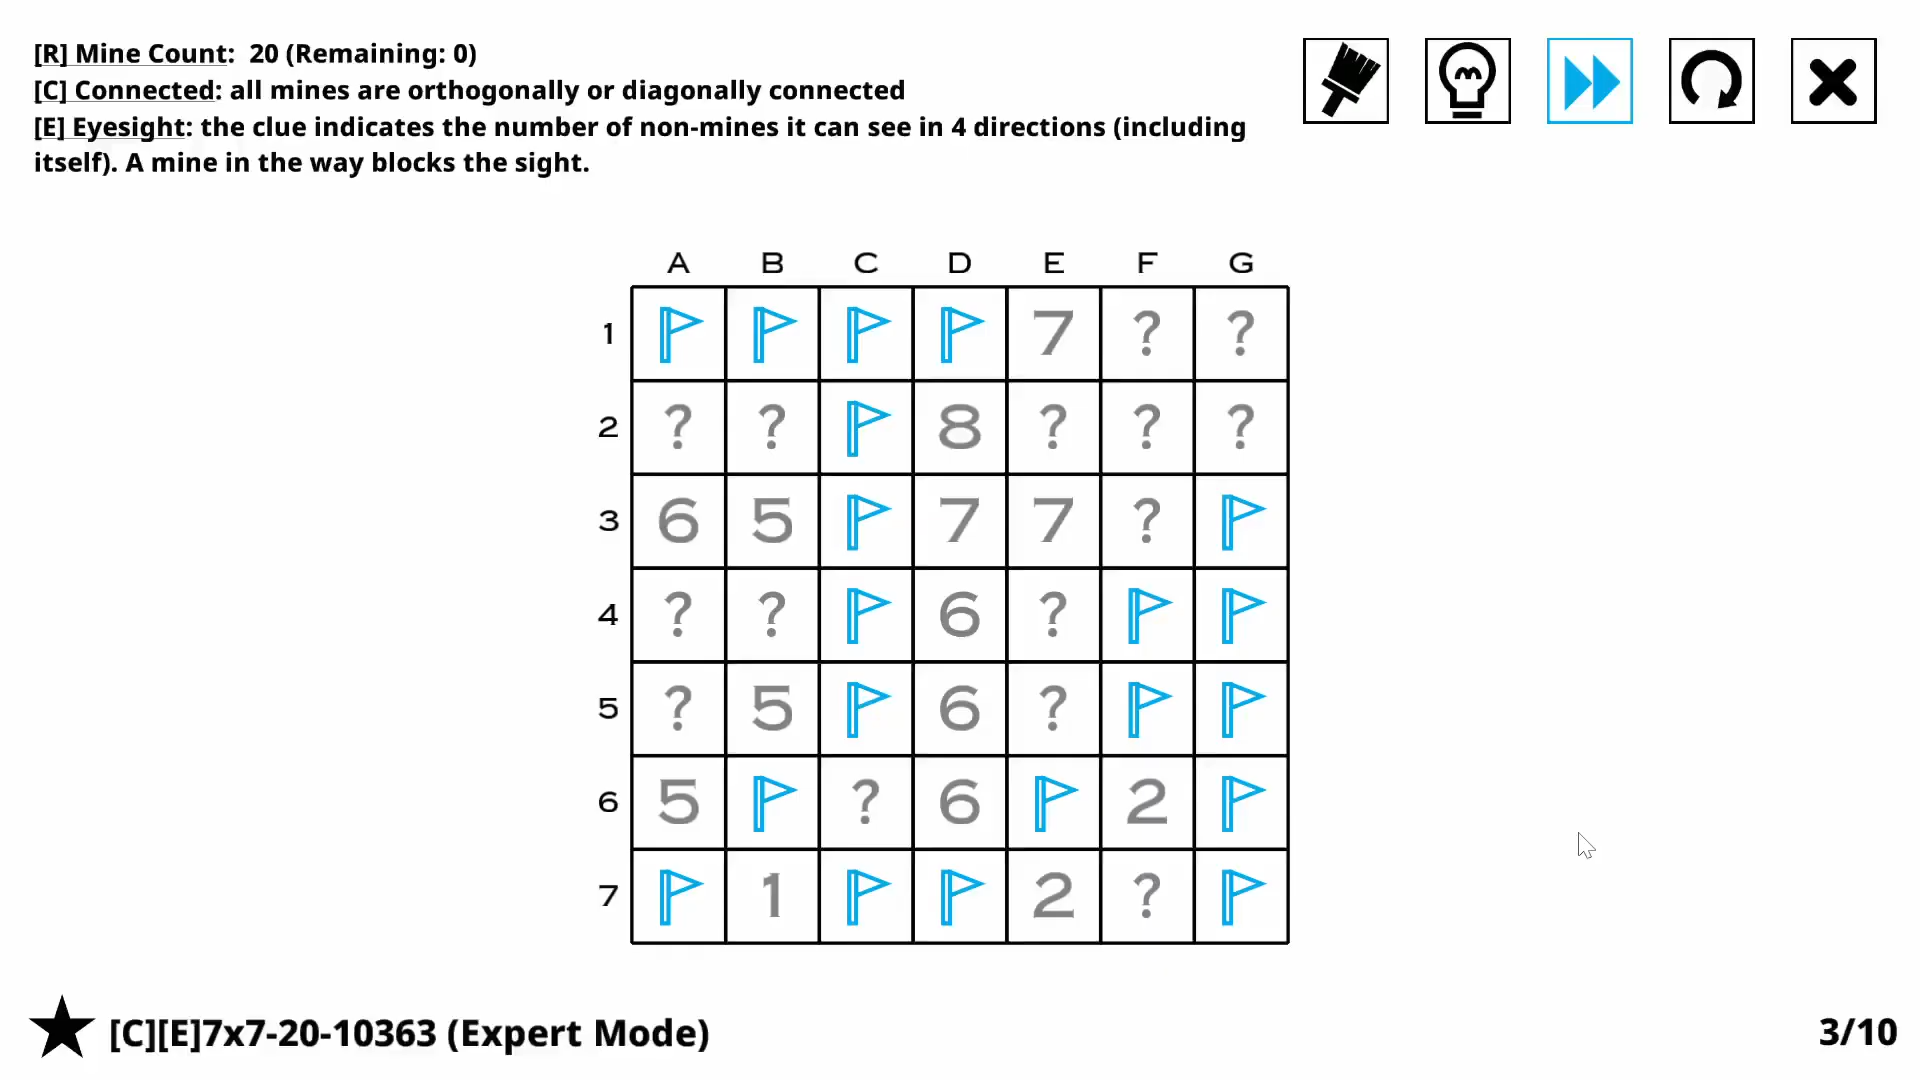 [R] Mine Count: 20 (Remaining: 0)
[C] Connected: all mines are orthogonally or diagonally connected
[E] Eyesight: the clue indicates the number of non-mines it can see in 4 directions (including
itself). A mine in the way blocks the sight.
A B C D E F G
1 7 ? ?
2 ? ? 8 ? ? ?
3 6 5 7 7 ?
4 ? ? 6 ?
5 ? 5 6 ?
6 5 ? 6 2
7 1 2 ?
[C][E]7x7-20-10363 (Expert Mode)
3/10